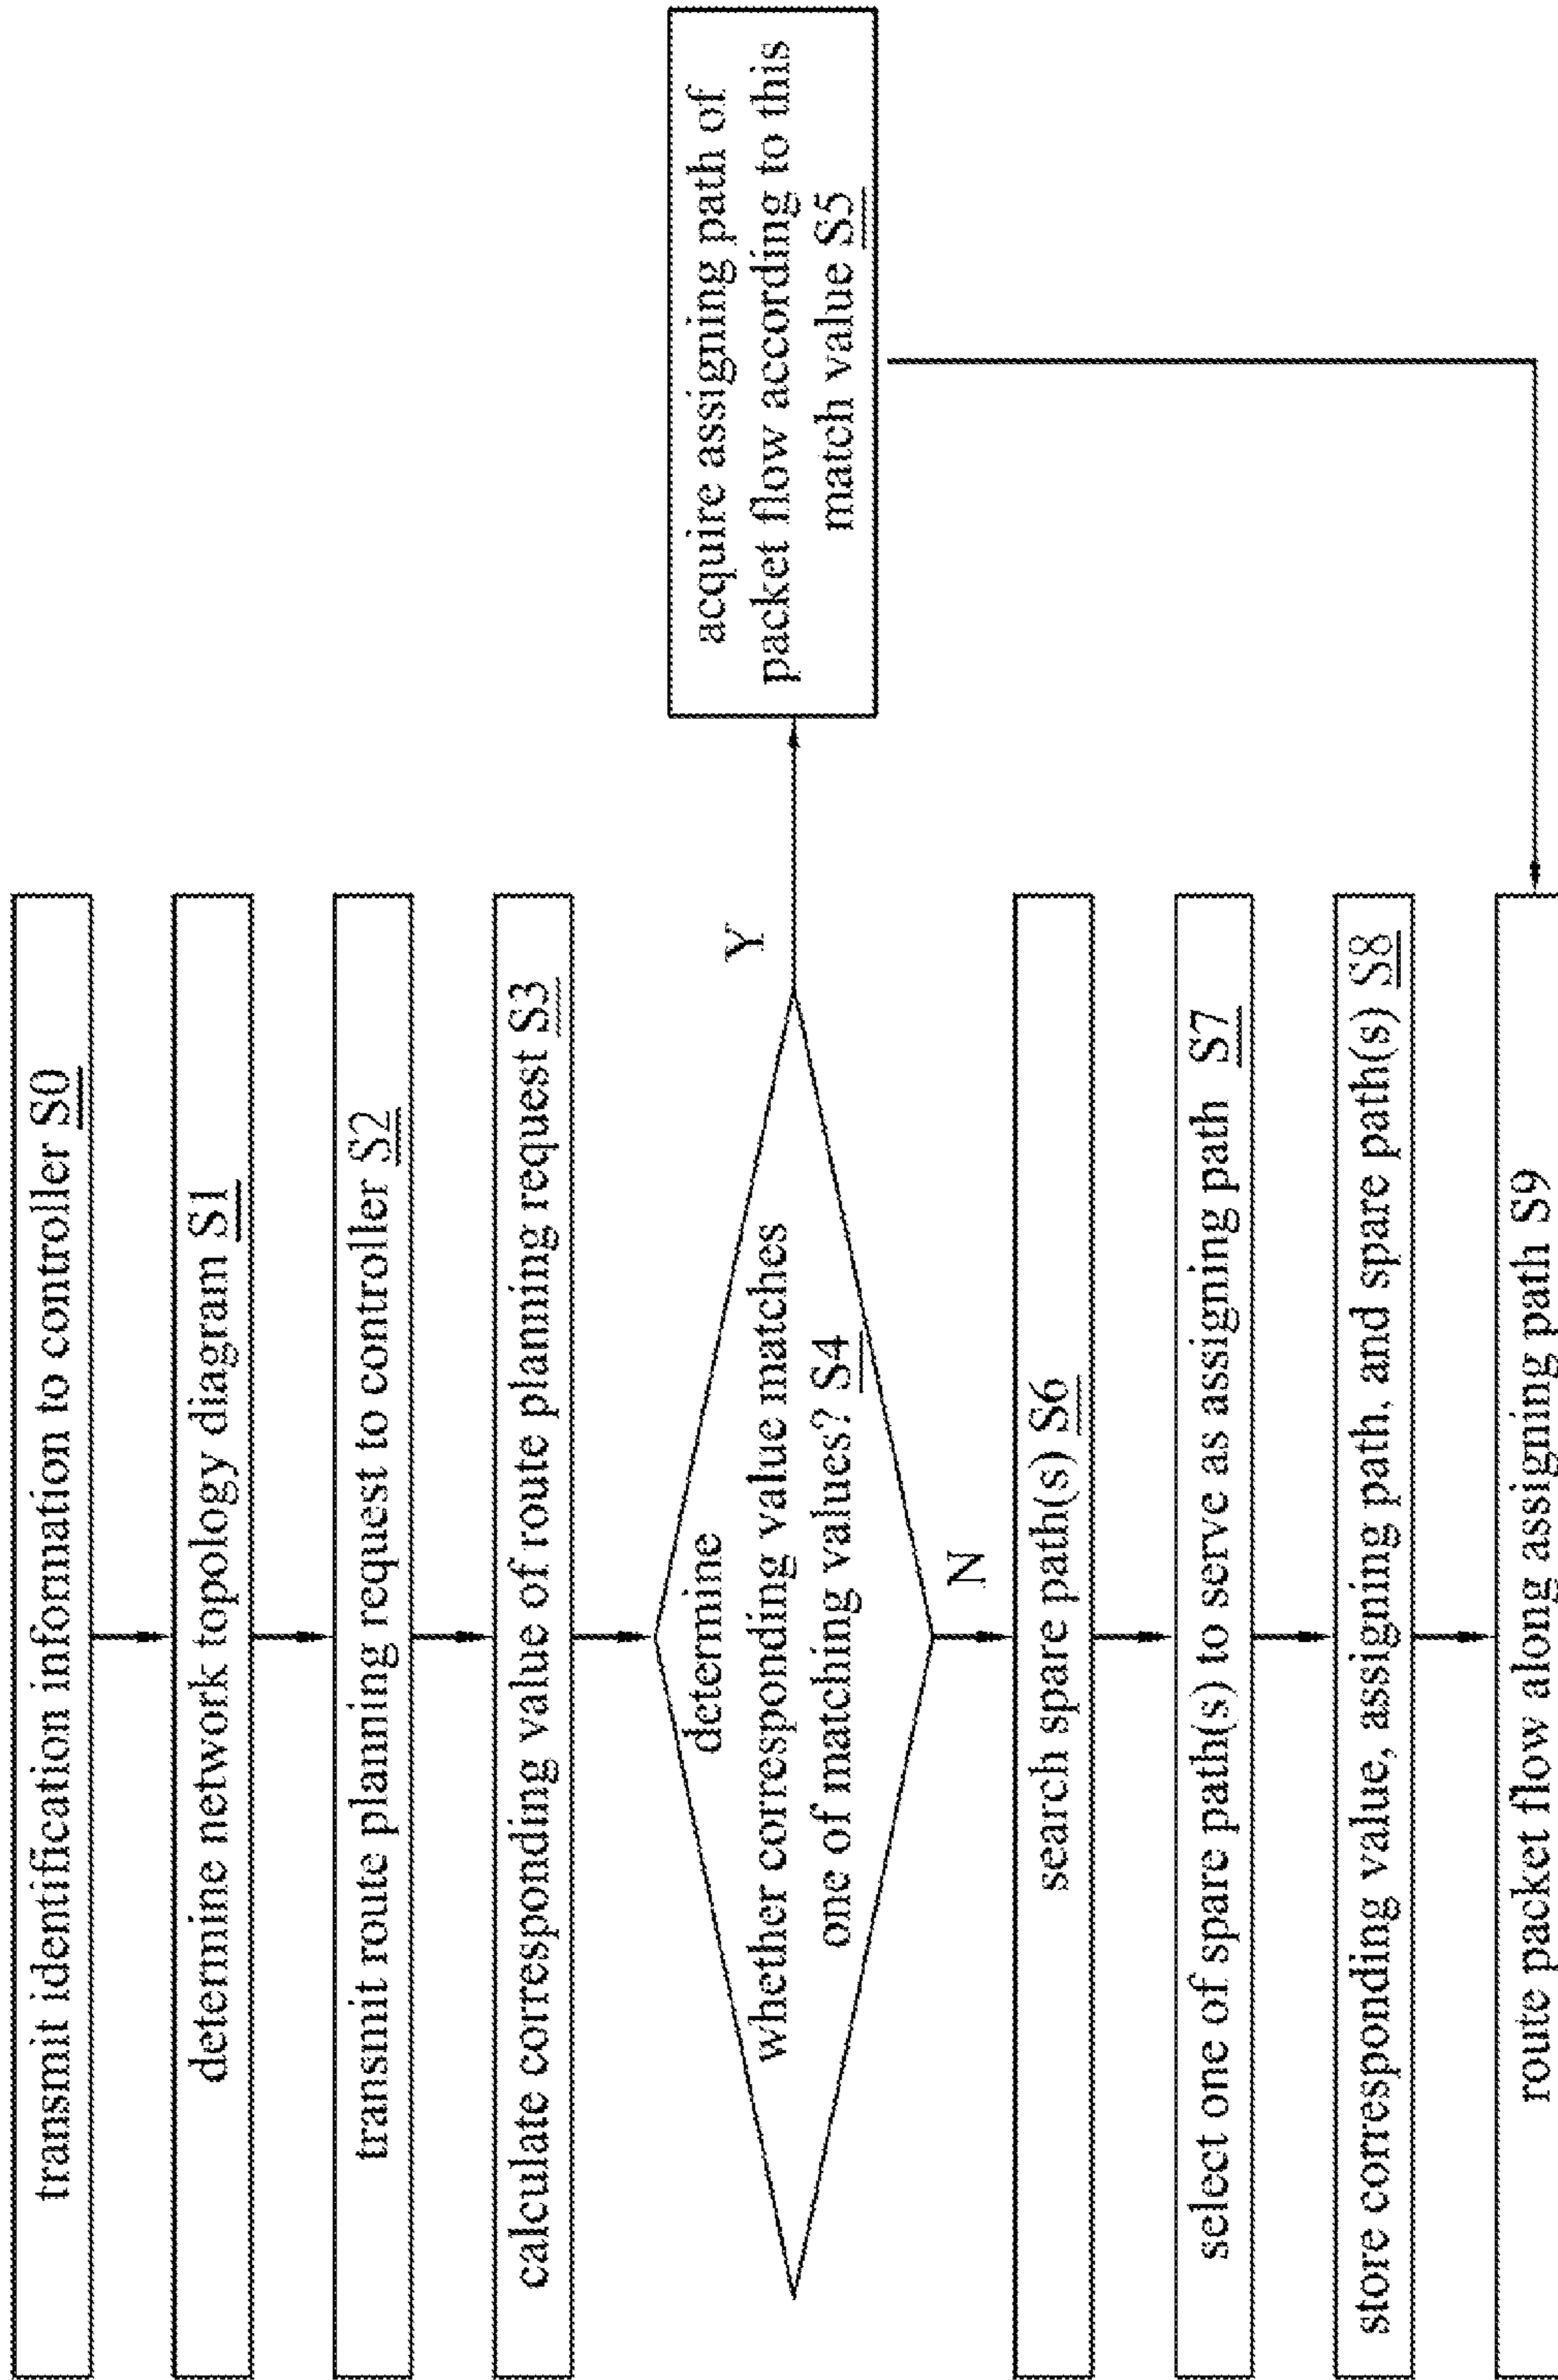 transmit identification information to controller S0
determine network topology diagram S1
transmit route planning request to controller S2
calculate corresponding value of route planning request S3
determine
whether corresponding value matches
one of matching values? S4
Y
acquire assigning path of
packet flow according to this
match value S5
N
search spare path(s) S6
select one of spare path(s) to serve as assigning path S7
store corresponding value, assigning path, and spare path(s) S8
route packet flow along assigning path S9